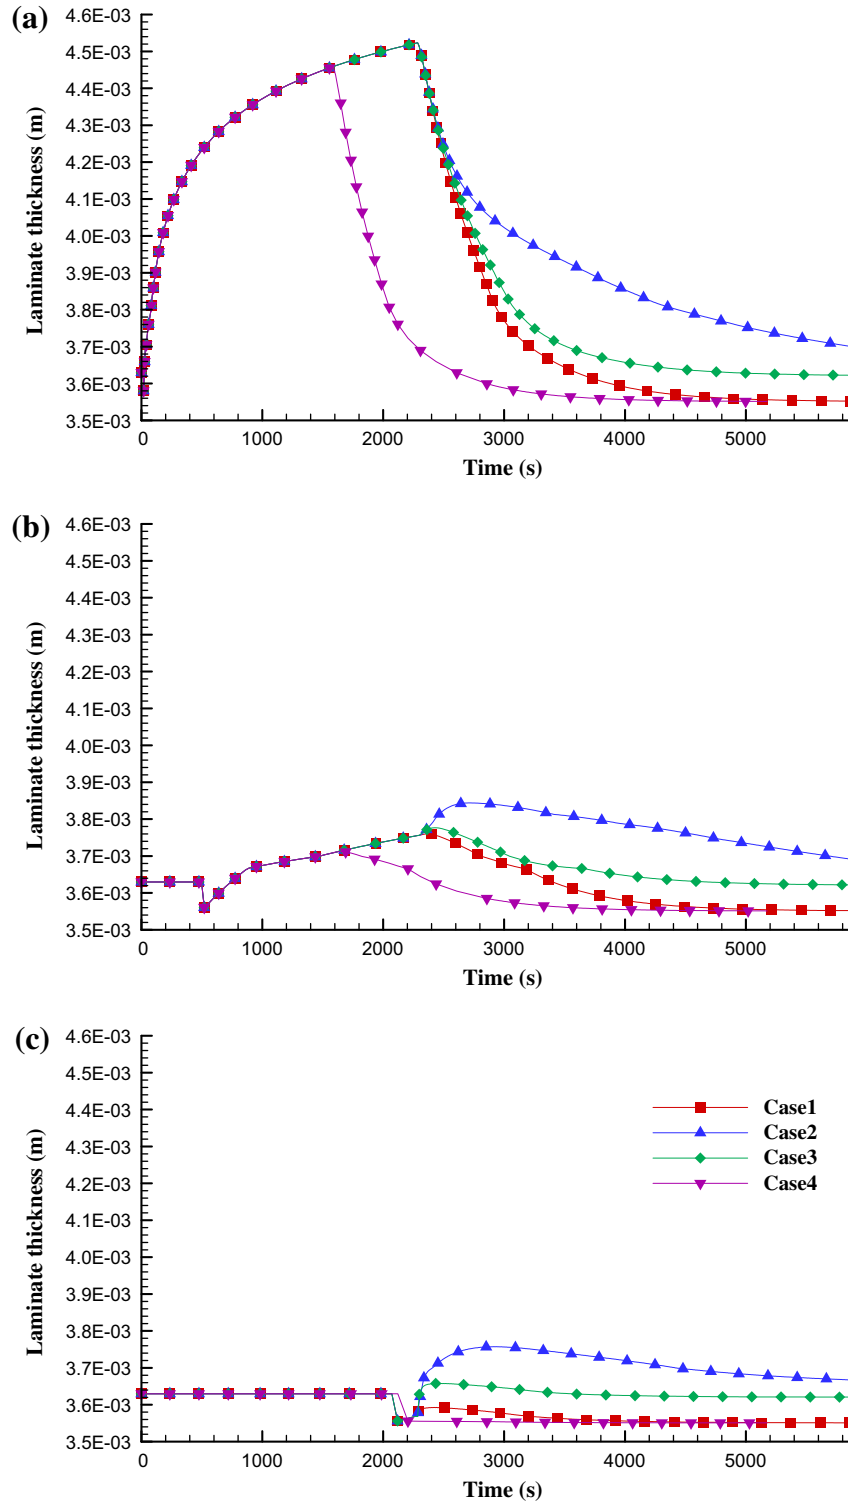 (a)
4.6E-03
4.5E-03
4.4E-03
4.3E-03
4.2E-03
4.1E-03
4.0E-03
3.9E-03
3.8E-03
3.7E-03
3.6E-03
3.5E-03
Laminate thickness (m)
0 1000 2000 3000 4000 5000
Time (s)
(b)
4.6E-03
4.5E-03
4.4E-03
4.3E-03
4.2E-03
4.1E-03
4.0E-03
3.9E-03
3.8E-03
3.7E-03
3.6E-03
3.5E-03
Laminate thickness (m)
0 1000 2000 3000 4000 5000
Time (s)
(c)
4.6E-03
4.5E-03
4.4E-03
4.3E-03
4.2E-03
4.1E-03
4.0E-03
3.9E-03
3.8E-03
3.7E-03
3.6E-03
3.5E-03
Laminate thickness (m)
Case1
Case2
Case3
Case4
0 1000 2000 3000 4000 5000
Time (s)